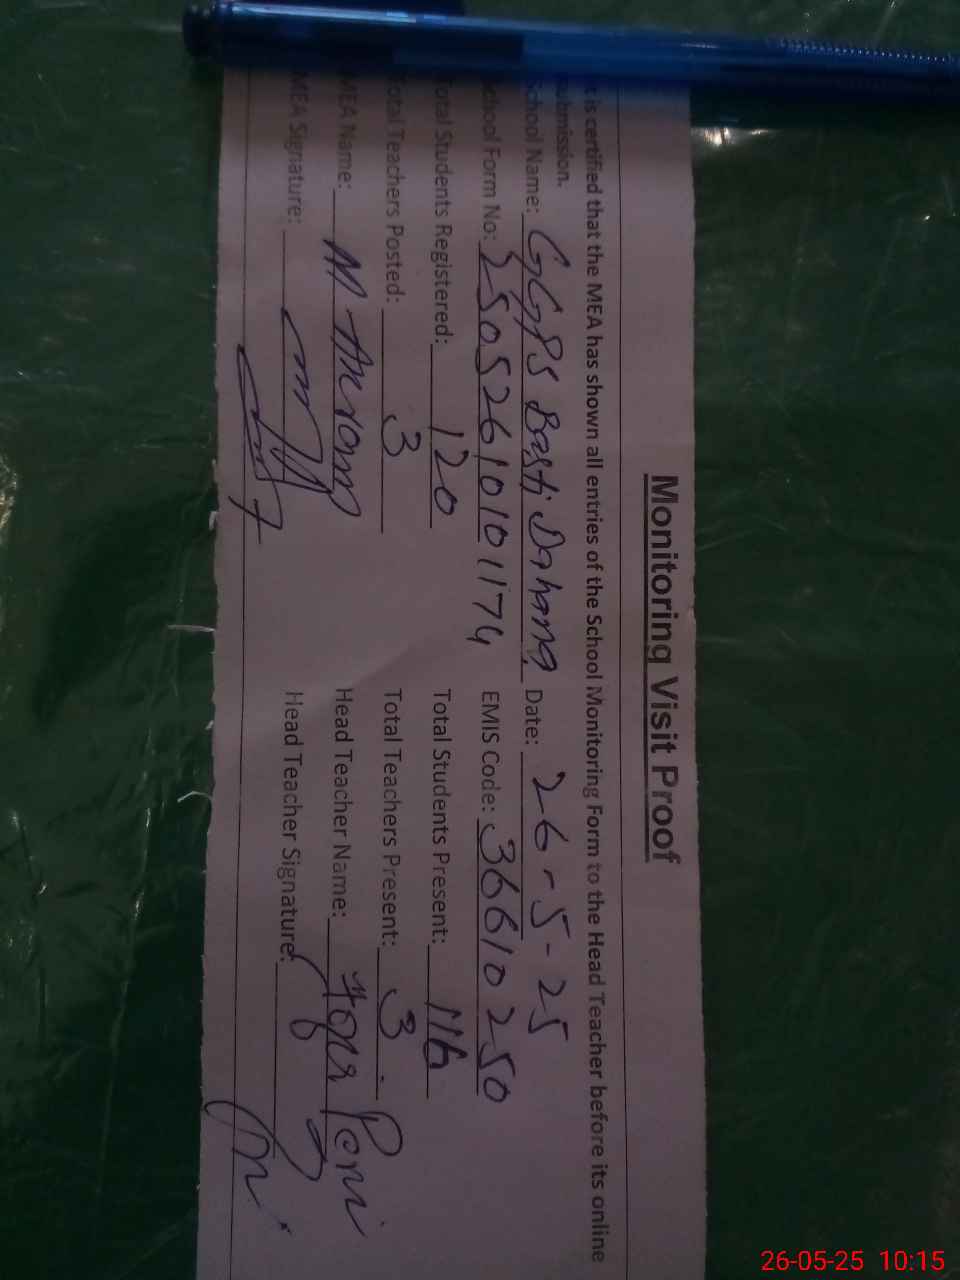 Monitoring Visit Proof
t is certified that the MEA has shown all entries of the School Monitoring Form to the Head Teacher before its online
submission.
School Name: GGPS Basti Dahana Date: 26-5-25
School Form No: 25052610101174 EMIS Code: 36610250
Total Students Registered: 120 Total Students Present: 116
Total Teachers Posted: 3 Total Teachers Present: 3
MEA Name: M Head Teacher Name:
MEA Signature: Head Teacher Signature:
26-05-25 10:15